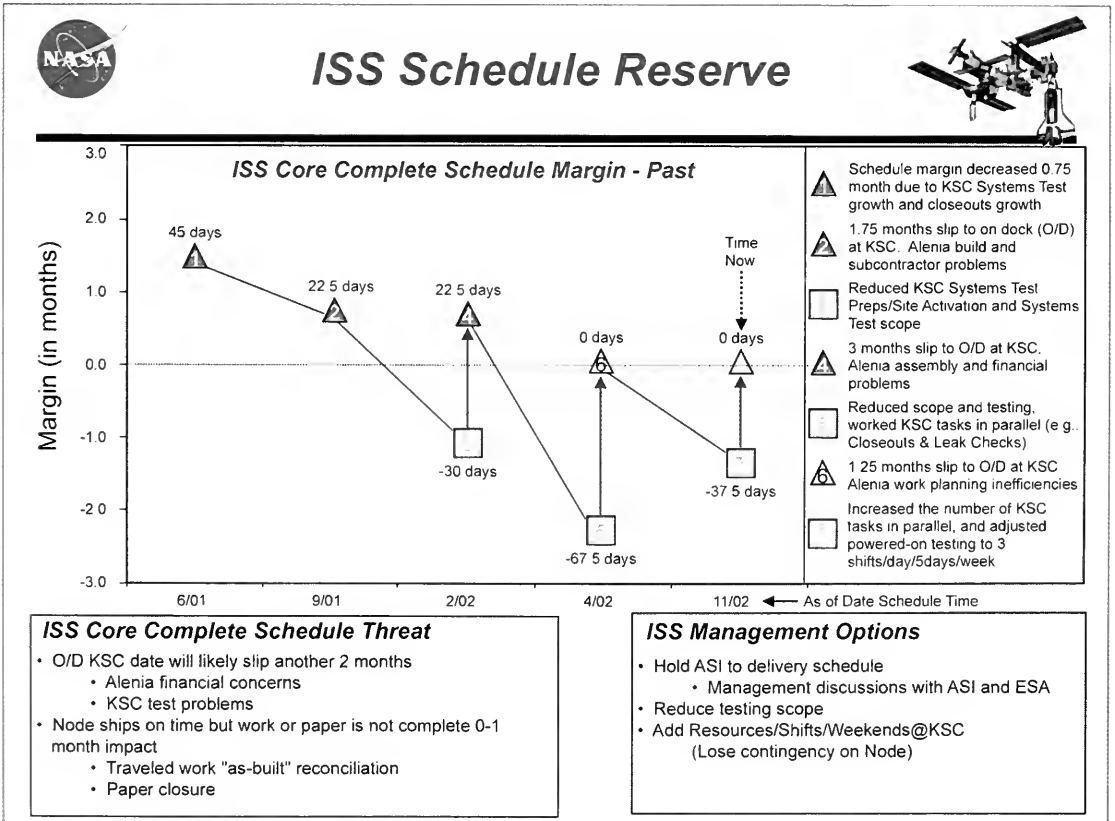 NASA
ISS Schedule Reserve
ISS Core Complete Schedule Margin - Past
Margin (in months)
3.0
2.0
1.0
0.0
-1.0
-2 0
-3.0
45 days
1
22 5 days
2
22 5 days
4
-30 days
0 days
6
-67 5 days
Time
Now
0 days
-37 5 days
6/01
9/01
2/02
4/02
11/02
As of Date Schedule Time
1
Schedule margin decreased 0.75
month due to KSC Systems Test
growth and closeouts growth
2
1.75 months slip to on dock (O/D)
at KSC. Alenia build and
subcontractor problems
Reduced KSC Systems Test
Preps/Site Activation and Systems
Test scope
4
3 months slip to O/D at KSC,
Alenia assembly and financial
problems
Reduced scope and testing,
worked KSC tasks in parallel (e g..
Closeouts & Leak Checks)
6
1 25 months slip to O/D at KSC
Alenia work planning inefficiencies
Increased the number of KSC
tasks in parallel, and adjusted
powered-on testing to 3
shifts/day/5days/week
ISS Core Complete Schedule Threat
• O/D KSC date will likely slip another 2 months
• Alenia financial concerns
• KSC test problems
• Node ships on time but work or paper is not complete 0-1
month impact
• Traveled work "as-built" reconciliation
• Paper closure
ISS Management Options
• Hold ASI to delivery schedule
• Management discussions with ASI and ESA
• Reduce testing scope
• Add Resources/Shifts/Weekends@KSC
(Lose contingency on Node)